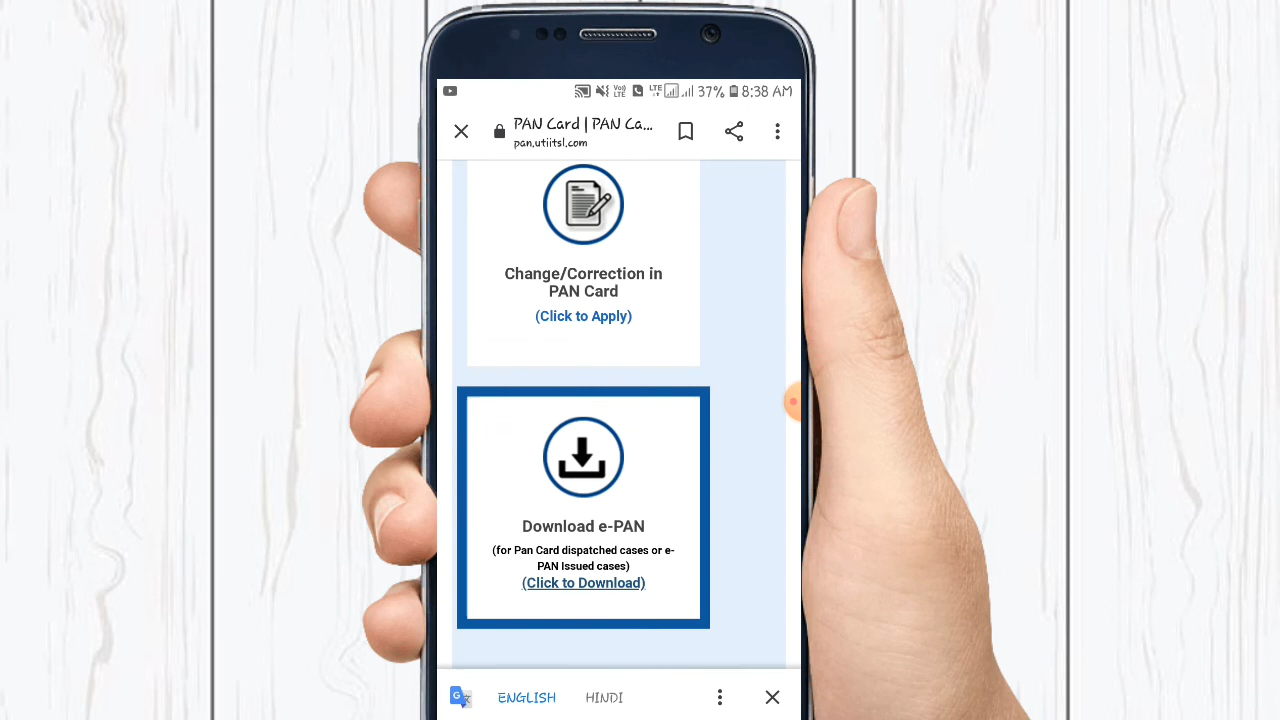 37% 8:38 AM
PAN Card | PAN Ca...
pan.utiitsl.com
Change/Correction in
PAN Card
(Click to Apply)
Download e-PAN
(for Pan Card dispatched cases or e-
PAN Issued cases)
(Click to Download)
ENGLISH HINDI